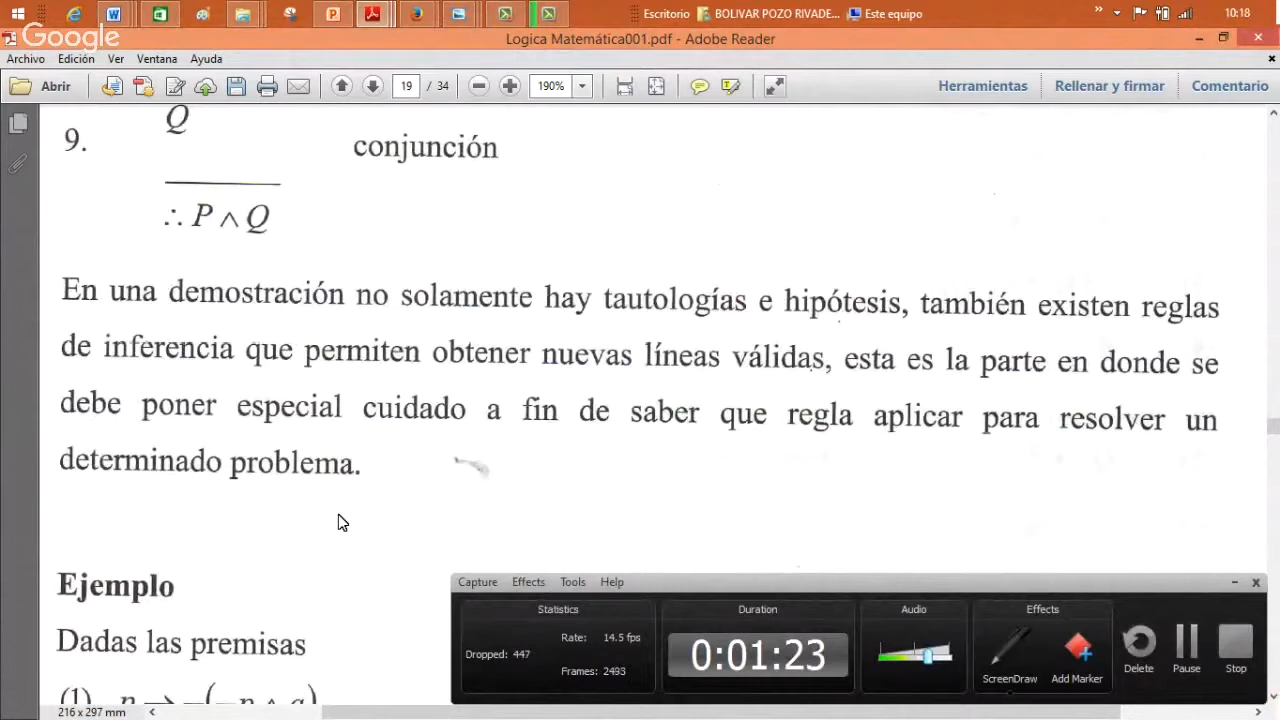 Escritorio
BOLIVAR POZO RIVADE...
Este equipo
10:18
Google
Logica Matemática001.pdf - Adobe Reader
Archivo Edición Ver Ventana Ayuda
Abrir
19 / 34
190%
Herramientas
Rellenar y firmar
Comentario
Q
9.
conjunción
∴ P ∧ Q
En una demostración no solamente hay tautologías e hipótesis, también existen reglas
de inferencia que permiten obtener nuevas líneas válidas, esta es la parte en donde se
debe poner especial cuidado a fin de saber que regla aplicar para resolver un
determinado problema.
Ejemplo
Dadas las premisas
(1)
Capture Effects Tools Help
Statistics
Duration
Audio
Effects
Rate: 14.5 fps
Dropped: 447
Frames: 2493
0:01:23
ScreenDraw
Add Marker
Delete
Pause
Stop
216 x 297 mm